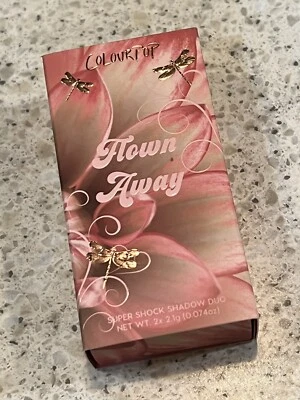 COLOURPOP
Flown
Away
SUPER SHOCK SHADOW DUO
NET WT. 2x 2.1g (0.074oz)